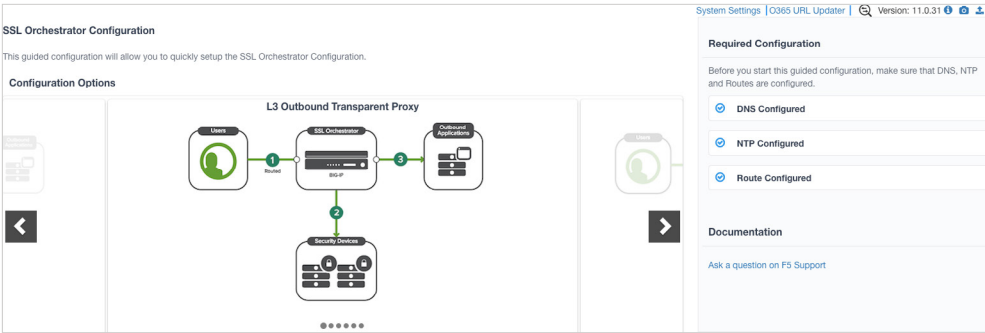 System Settings | O365 URL Updater | Version: 11.0.31
SSL Orchestrator Configuration
This guided configuration will allow you to quickly setup the SSL Orchestrator Configuration.
Configuration Options
L3 Outbound Transparent Proxy
Users
SSL Orchestrator
Outbound
Applications
1
Routed
BIG-IP
3
2
Security Devices
Users
Required Configuration
Before you start this guided configuration, make sure that DNS, NTP
and Routes are configured.
DNS Configured
NTP Configured
Route Configured
Documentation
Ask a question on F5 Support